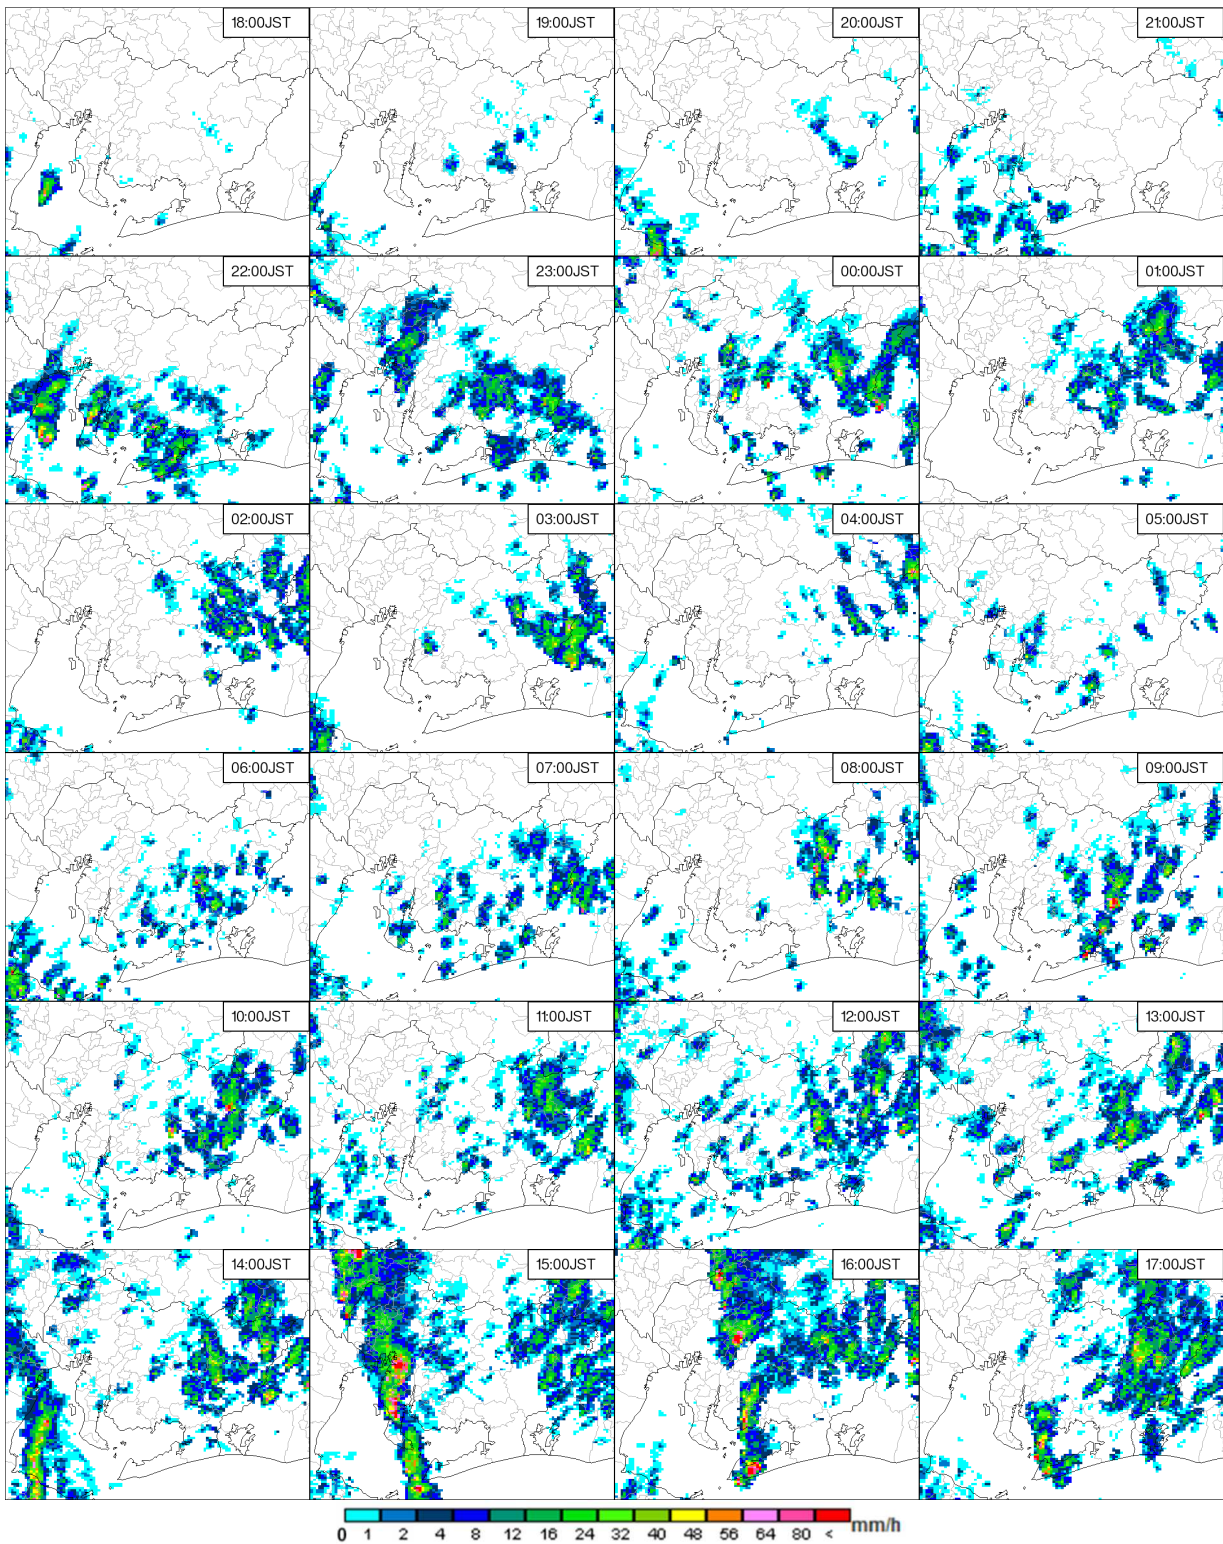 18:00JST 19:00JST 20:00JST 21:00JST
22:00JST 23:00JST 00:00JST 01:00JST
02:00JST 03:00JST 04:00JST 05:00JST
06:00JST 07:00JST 08:00JST 09:00JST
10:00JST 11:00JST 12:00JST 13:00JST
14:00JST 15:00JST 16:00JST 17:00JST
mm/h
0 1 2 4 8 12 16 24 32 40 48 56 64 80 <